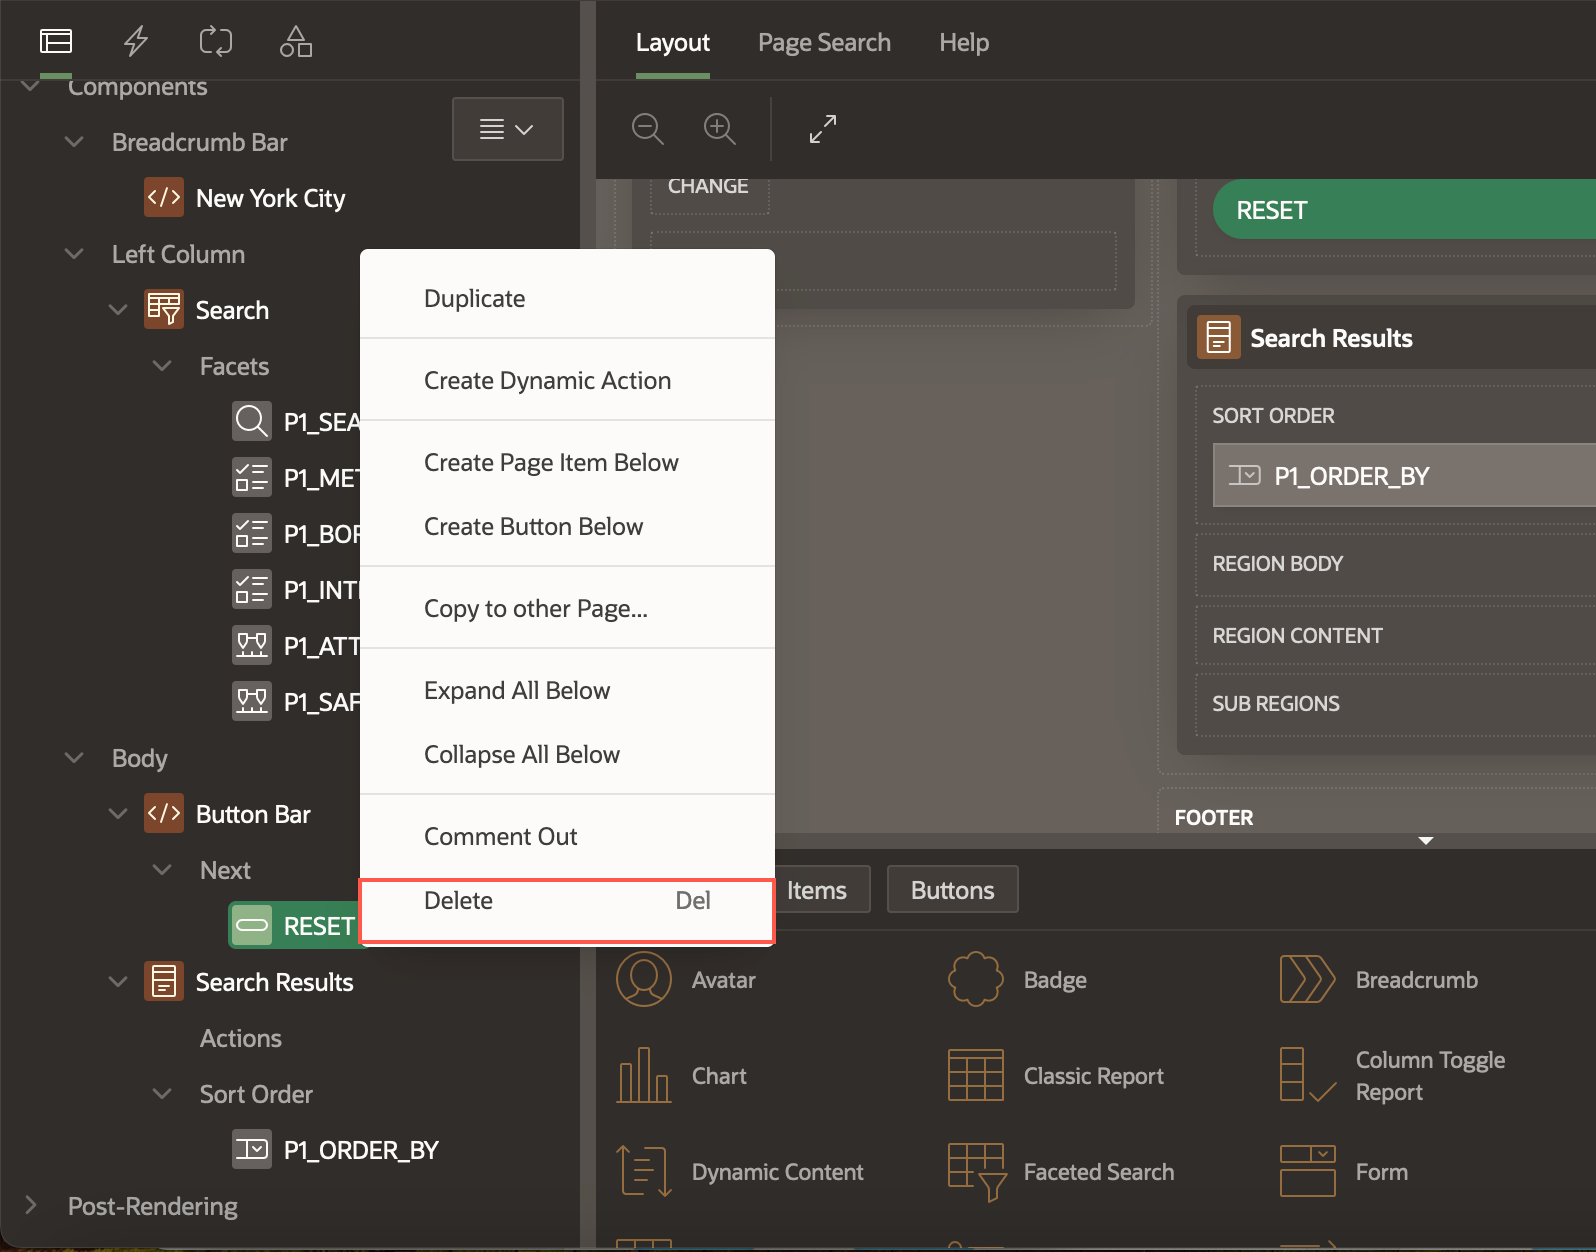 Layout
Page Search
Help
Components
Breadcrumb Bar
New York City
Left Column
Search
Facets
P1_SEA
P1_MET
P1_BOR
P1_INT
P1_ATT
P1_SAF
Body
Button Bar
Next
RESET
Search Results
Actions
Sort Order
P1_ORDER_BY
Post-Rendering
Duplicate
Create Dynamic Action
Create Page Item Below
Create Button Below
Copy to other Page...
Expand All Below
Collapse All Below
Comment Out
Delete Del
CHANGE
RESET
Search Results
SORT ORDER
P1_ORDER_BY
REGION BODY
REGION CONTENT
SUB REGIONS
FOOTER
Items
Buttons
Avatar
Badge
Breadcrumb
Chart
Classic Report
Column Toggle
Report
Dynamic Content
Faceted Search
Form